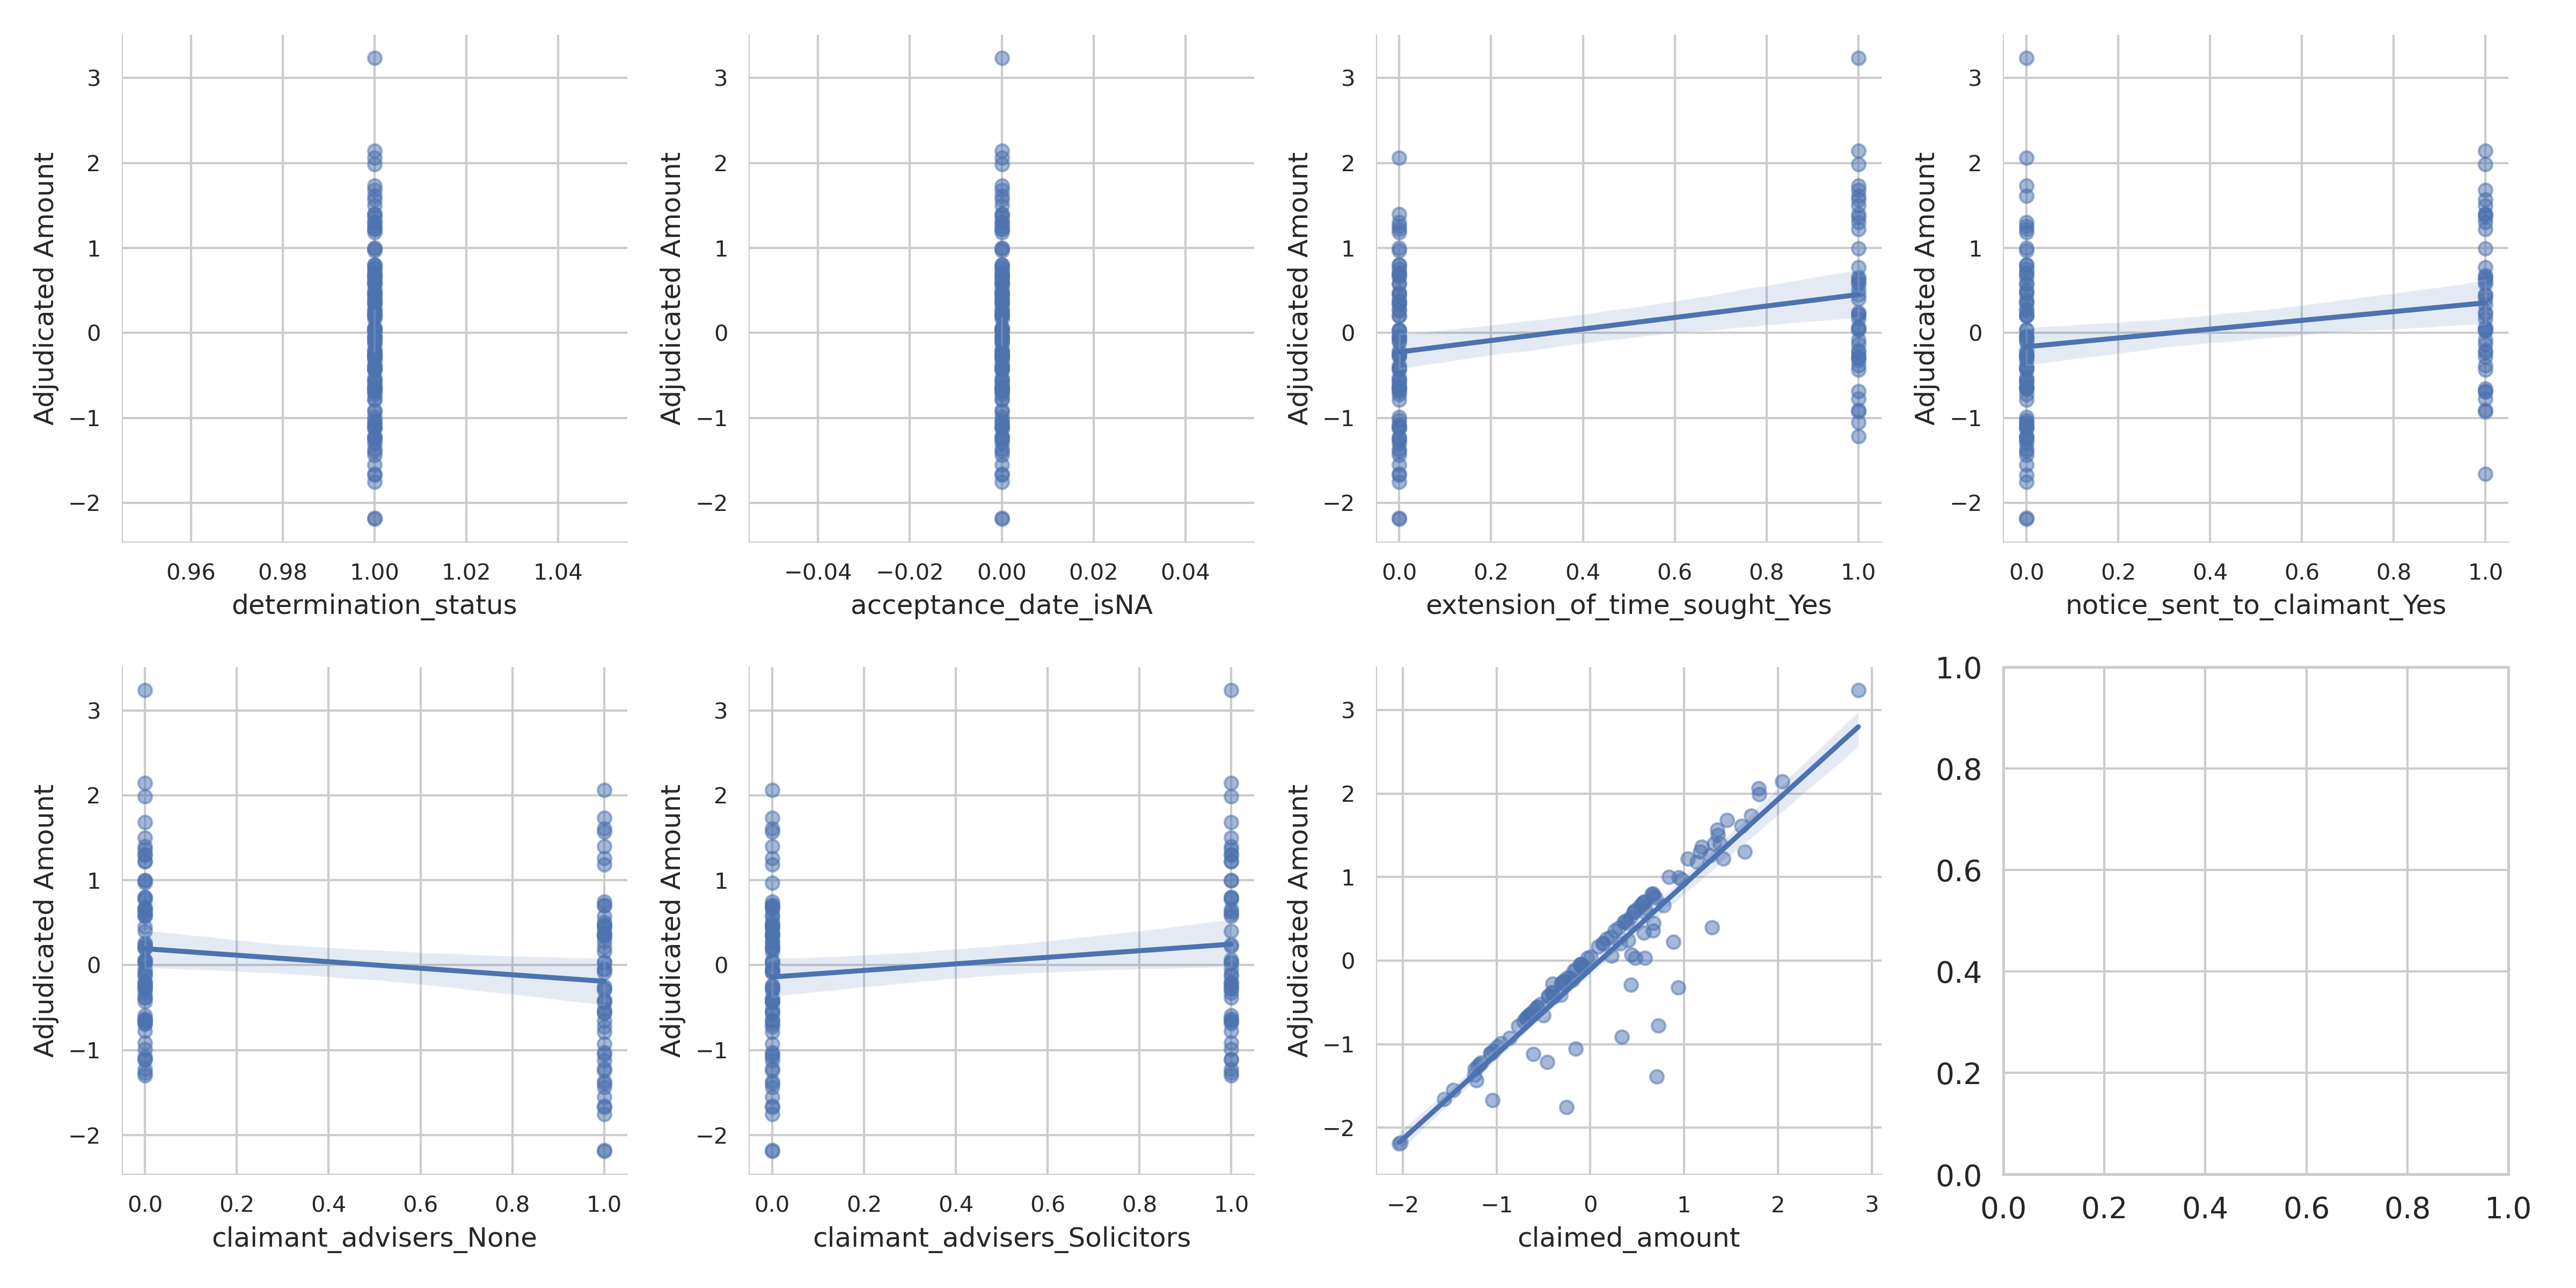 Adjudicated Amount
3
2
1
0
−1
−2
0.96 0.98 1.00 1.02 1.04
determination_status
Adjudicated Amount
3
2
1
0
−1
−2
−0.04 −0.02 0.00 0.02 0.04
acceptance_date_isNA
Adjudicated Amount
3
2
1
0
−1
−2
0.0 0.2 0.4 0.6 0.8 1.0
extension_of_time_sought_Yes
Adjudicated Amount
3
2
1
0
−1
−2
0.0 0.2 0.4 0.6 0.8 1.0
notice_sent_to_claimant_Yes
Adjudicated Amount
3
2
1
0
−1
−2
0.0 0.2 0.4 0.6 0.8 1.0
claimant_advisers_None
Adjudicated Amount
3
2
1
0
−1
−2
0.0 0.2 0.4 0.6 0.8 1.0
claimant_advisers_Solicitors
Adjudicated Amount
3
2
1
0
−1
−2
−2 −1 0 1 2 3
claimed_amount
1.0
0.8
0.6
0.4
0.2
0.0
0.0 0.2 0.4 0.6 0.8 1.0